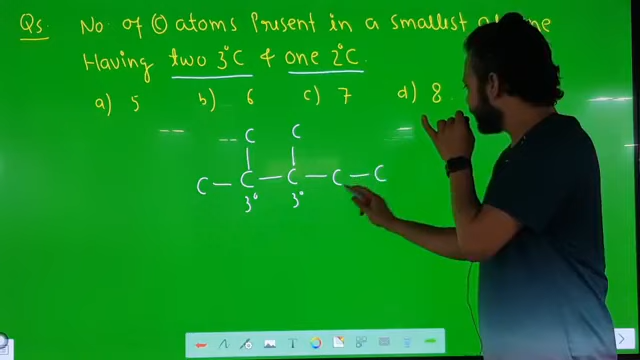 Qs. No. of © atoms Present in a smallest
Having two 3°C & one 2°C.
a) 5 b) 6 c) 7 d) 8.
C C
C — C — C — C — C
3° 3°